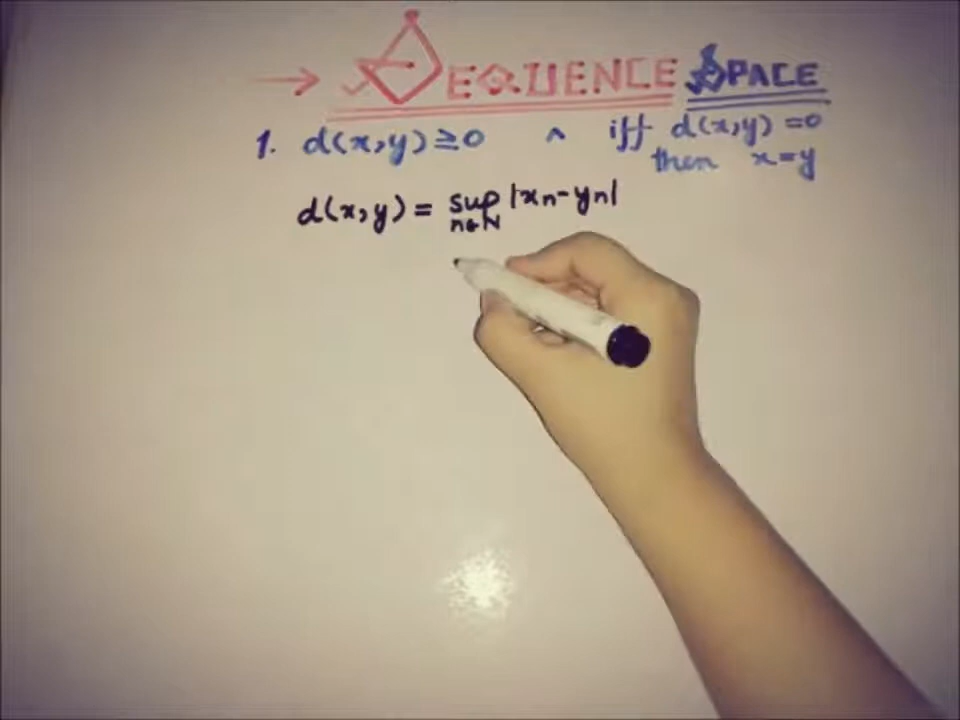 → SEQUENCE SPACE
1. d(x,y) ≥ 0 ^ iff d(x,y) = 0
then x = y
d(x,y) = sup |xn - yn|
n∈N